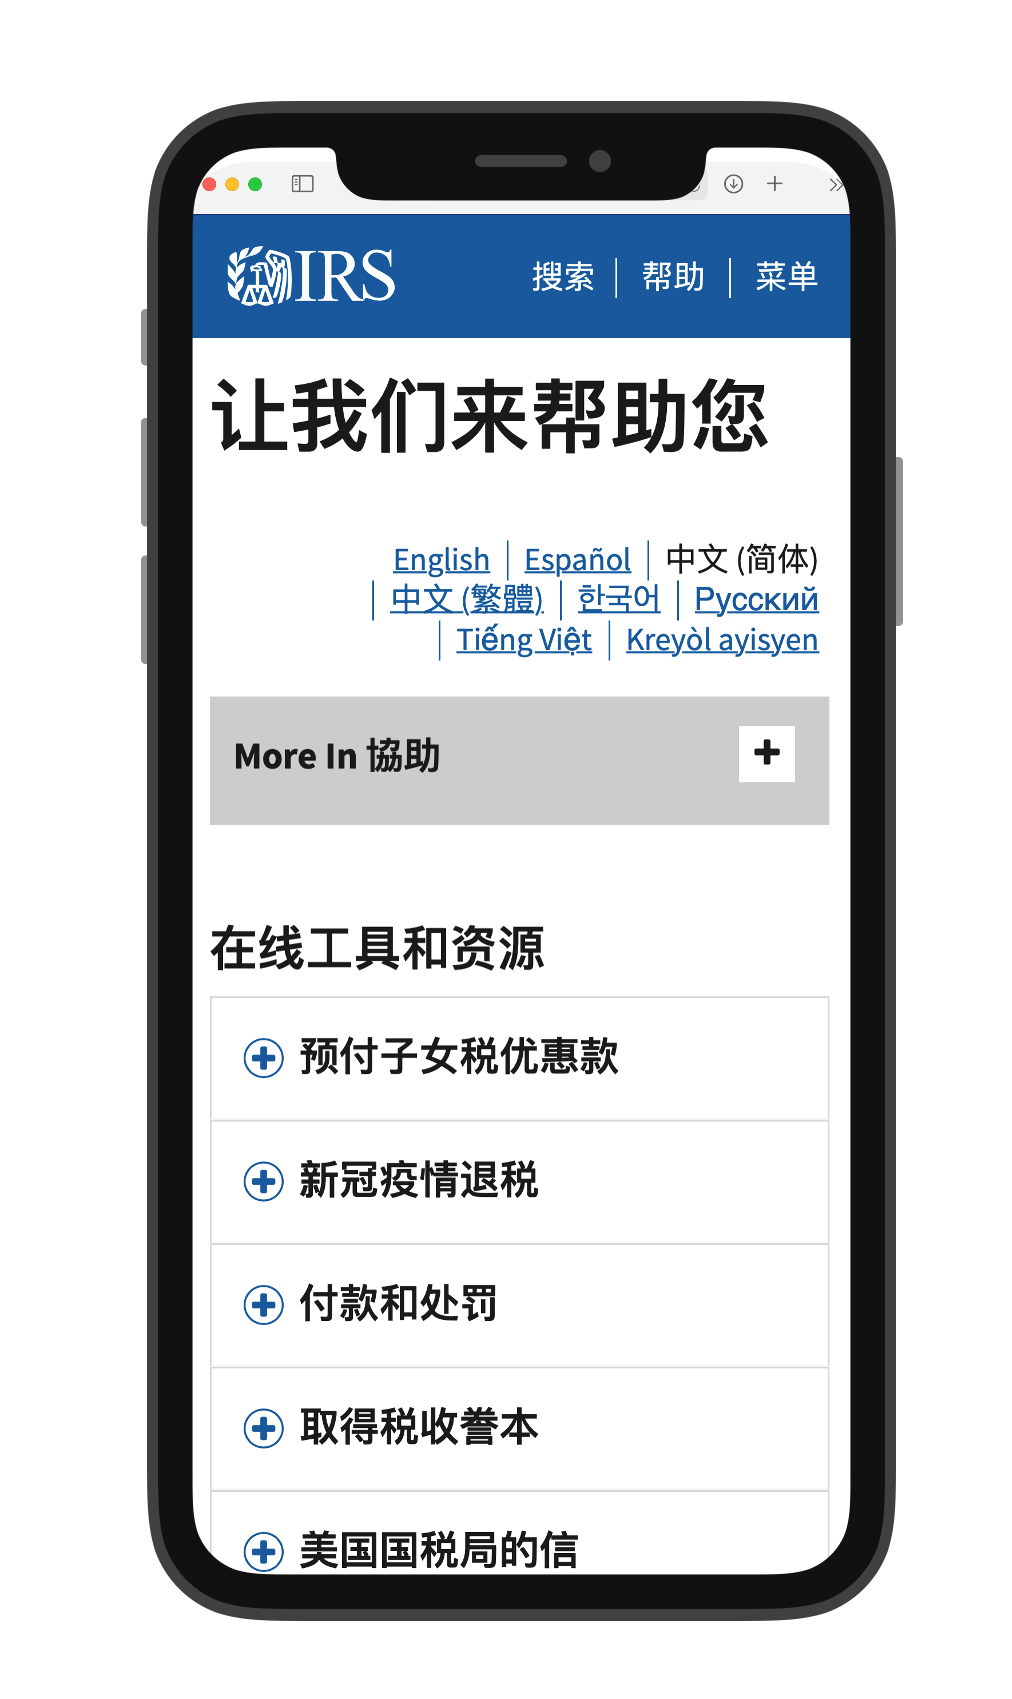 IRS 搜索 | 帮助 | 菜单
让我们来帮助您
English | Español | 中文 (简体)
| 中文 (繁體) | 한국어 | Русский
| Tiếng Việt | Kreyòl ayisyen
More In 協助
在线工具和资源
预付子女税优惠款
新冠疫情退税
付款和处罚
取得税收誊本
美国国税局的信